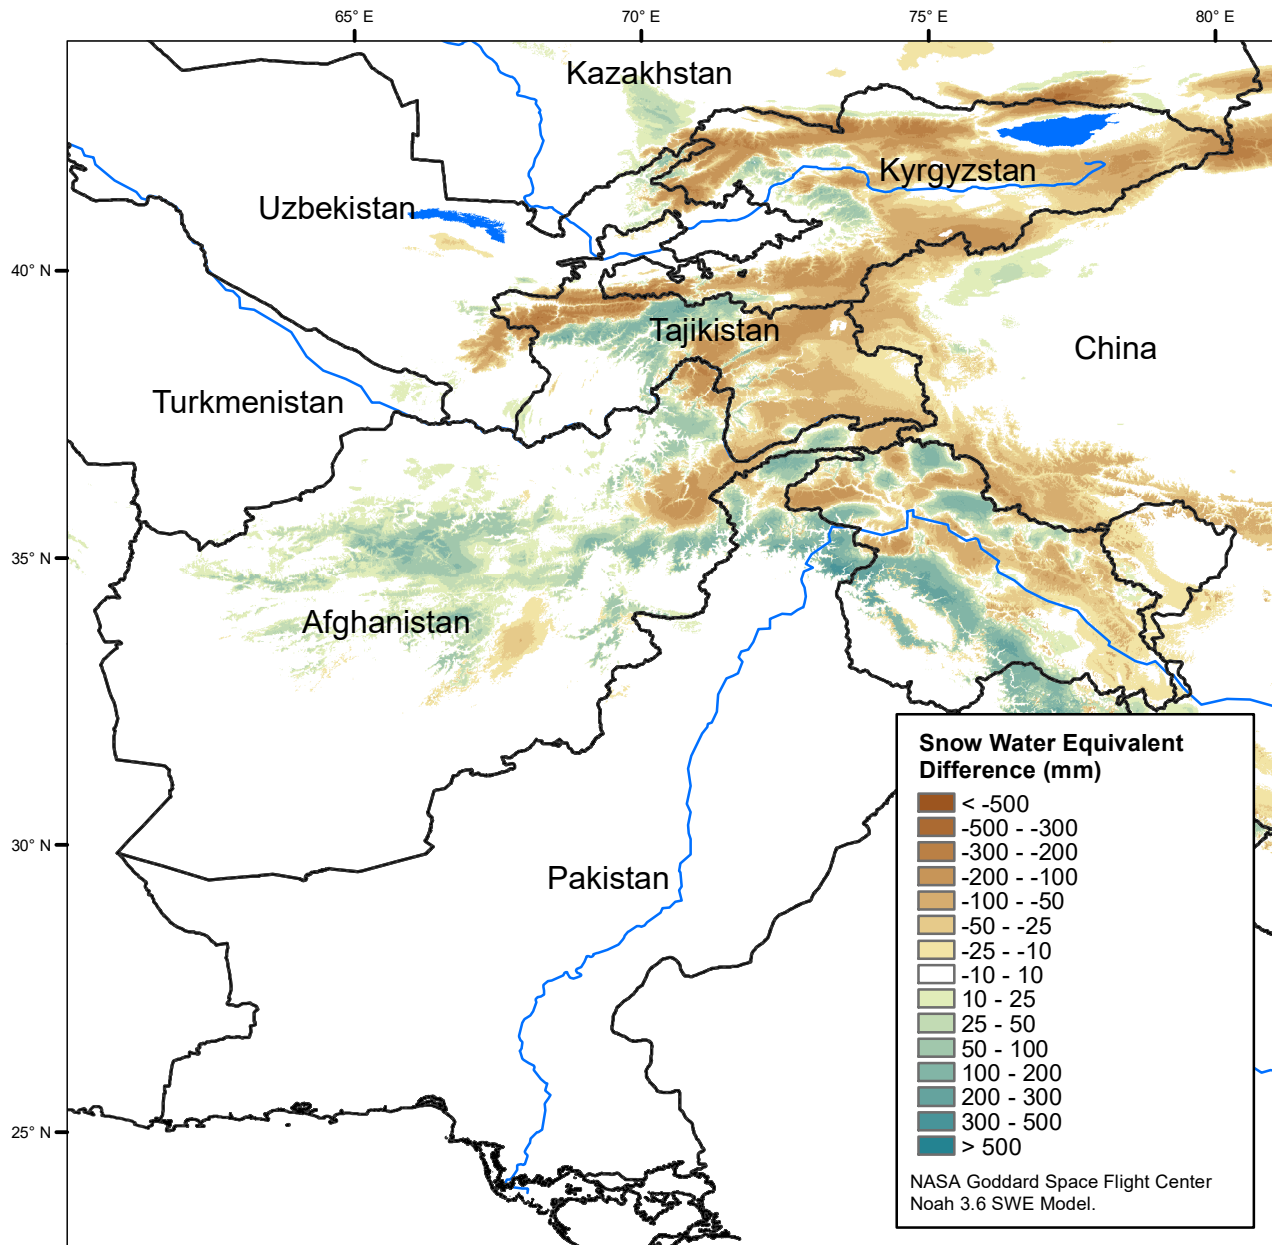 65° E
70° E
75° E
80° E
Kazakhstan
Kyrgyzstan
Uzbekistan
40° N
Tajikistan
China
Turkmenistan
35° N
Afghanistan
Snow Water Equivalent
Difference (mm)
< -500
-500 - -300
-300 - -200
-200 - -100
-100 - -50
-50 - -25
-25 - -10
-10 - 10
10 - 25
25 - 50
50 - 100
100 - 200
200 - 300
300 - 500
> 500
NASA Goddard Space Flight Center
Noah 3.6 SWE Model.
30° N
Pakistan
25° N